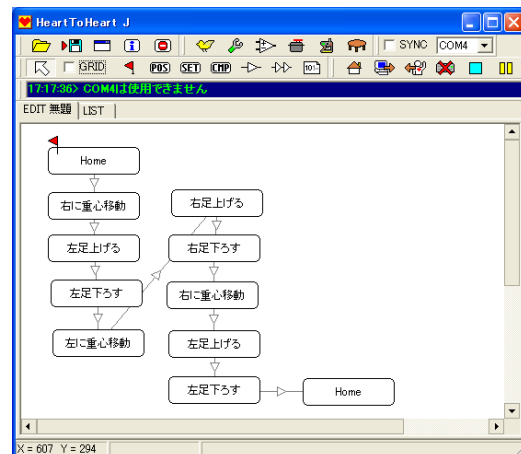 HeartToHeart J
SYNC COM4
GRID POS SET CMP
17:17:36> COM4は使用できません
EDIT 無題 LIST
Home
右に重心移動
左足上げる
左足下ろす
左に重心移動
右足上げる
右足下ろす
右に重心移動
左足上げる
左足下ろす
Home
X = 607 Y = 294